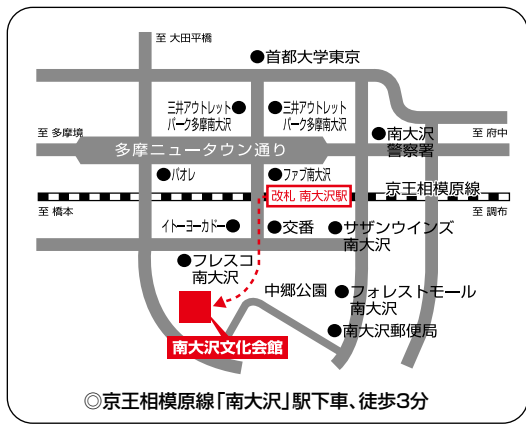 至 大田平橋
首都大学東京
三井アウトレット
パーク多摩南大沢
三井アウトレット
パーク多摩南大沢
至 多摩境
多摩ニュータウン通り
南大沢
警察署
至 府中
パオレ
ファブ南大沢
改札 南大沢駅
京王相模原線
至 橋本
至 調布
イトーヨーカドー
交番
サザンウインズ
南大沢
フレスコ
南大沢
中郷公園
フォレストモール
南大沢
南大沢郵便局
南大沢文化会館
◎京王相模原線「南大沢」駅下車、徒歩3分